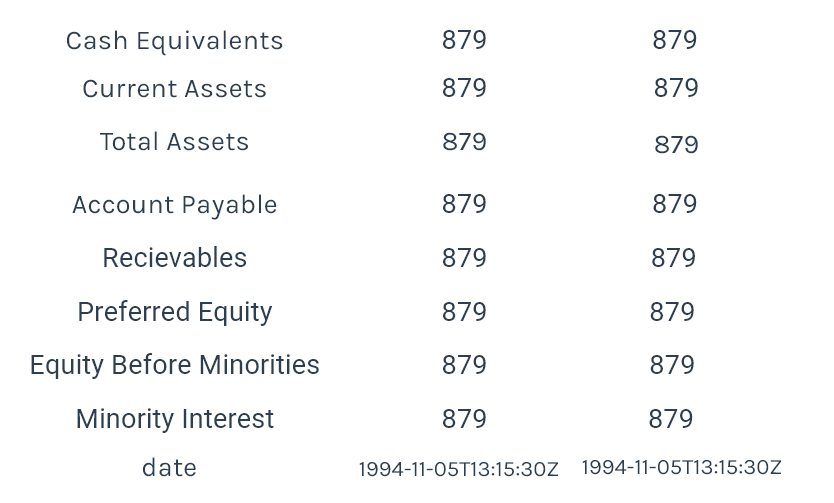 Cash Equivalents 879 879
Current Assets 879 879
Total Assets 879 879
Account Payable 879 879
Recievables 879 879
Preferred Equity 879 879
Equity Before Minorities 879 879
Minority Interest 879 879
date 1994-11-05T13:15:30Z 1994-11-05T13:15:30Z